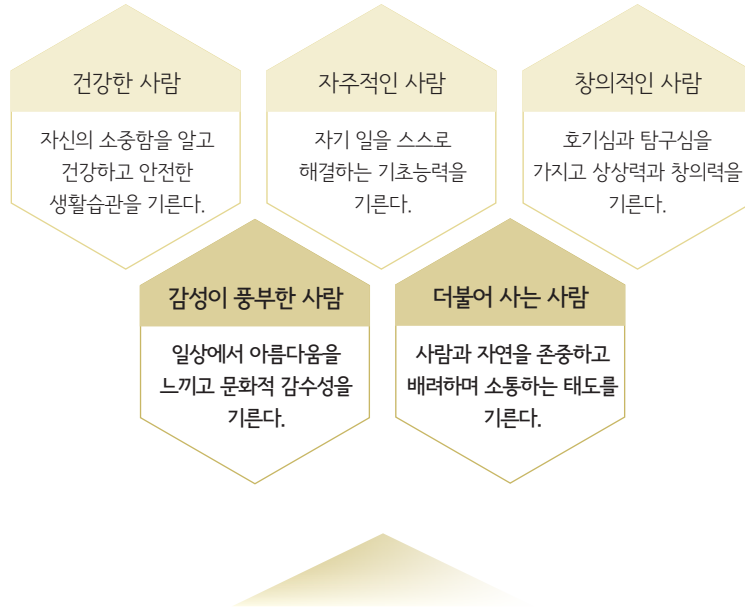 건강한 사람
자신의 소중함을 알고
건강하고 안전한
생활습관을 기른다.
자주적인 사람
자기 일을 스스로
해결하는 기초능력을
기른다.
창의적인 사람
호기심과 탐구심을
가지고 상상력과 창의력을
기른다.
감성이 풍부한 사람
일상에서 아름다움을
느끼고 문화적 감수성을
기른다.
더불어 사는 사람
사람과 자연을 존중하고
배려하며 소통하는 태도를
기른다.